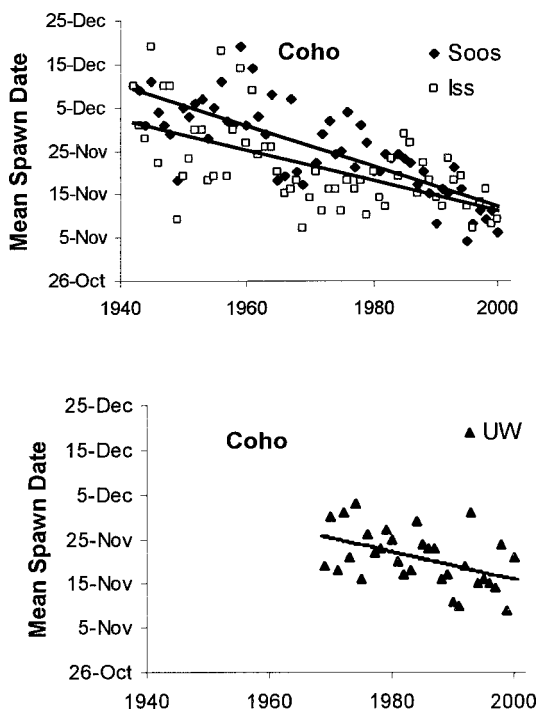 25-Dec
15-Dec
5-Dec
25-Nov
15-Nov
5-Nov
26-Oct
Mean Spawn Date
Coho
Soos
Iss
1940
1960
1980
2000
25-Dec
15-Dec
5-Dec
25-Nov
15-Nov
5-Nov
26-Oct
Mean Spawn Date
Coho
UW
1940
1960
1980
2000